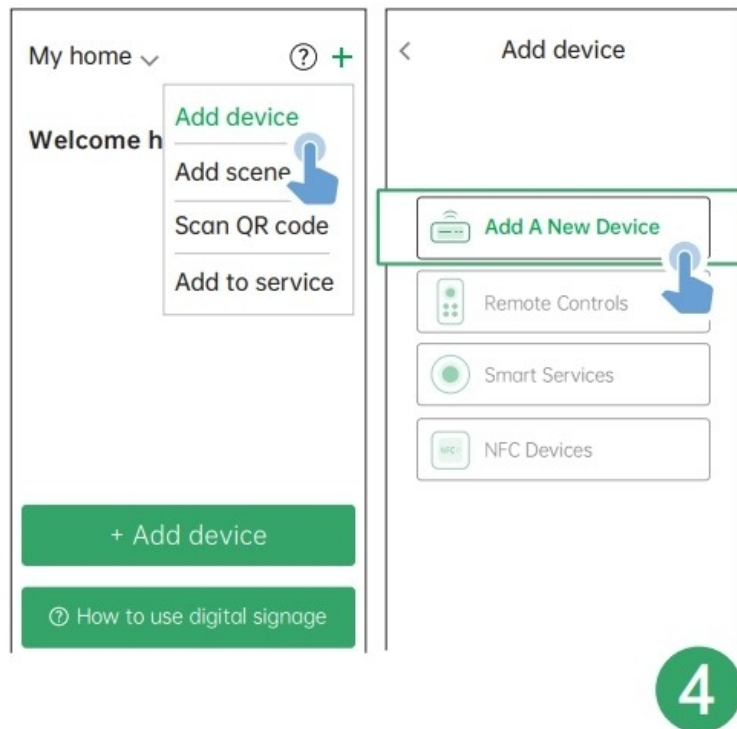 My home
Add device
Welcome h
Add scene
Scan QR code
Add to service
+ Add device
How to use digital signage
Add device
Add A New Device
Remote Controls
Smart Services
NFC
NFC Devices
4